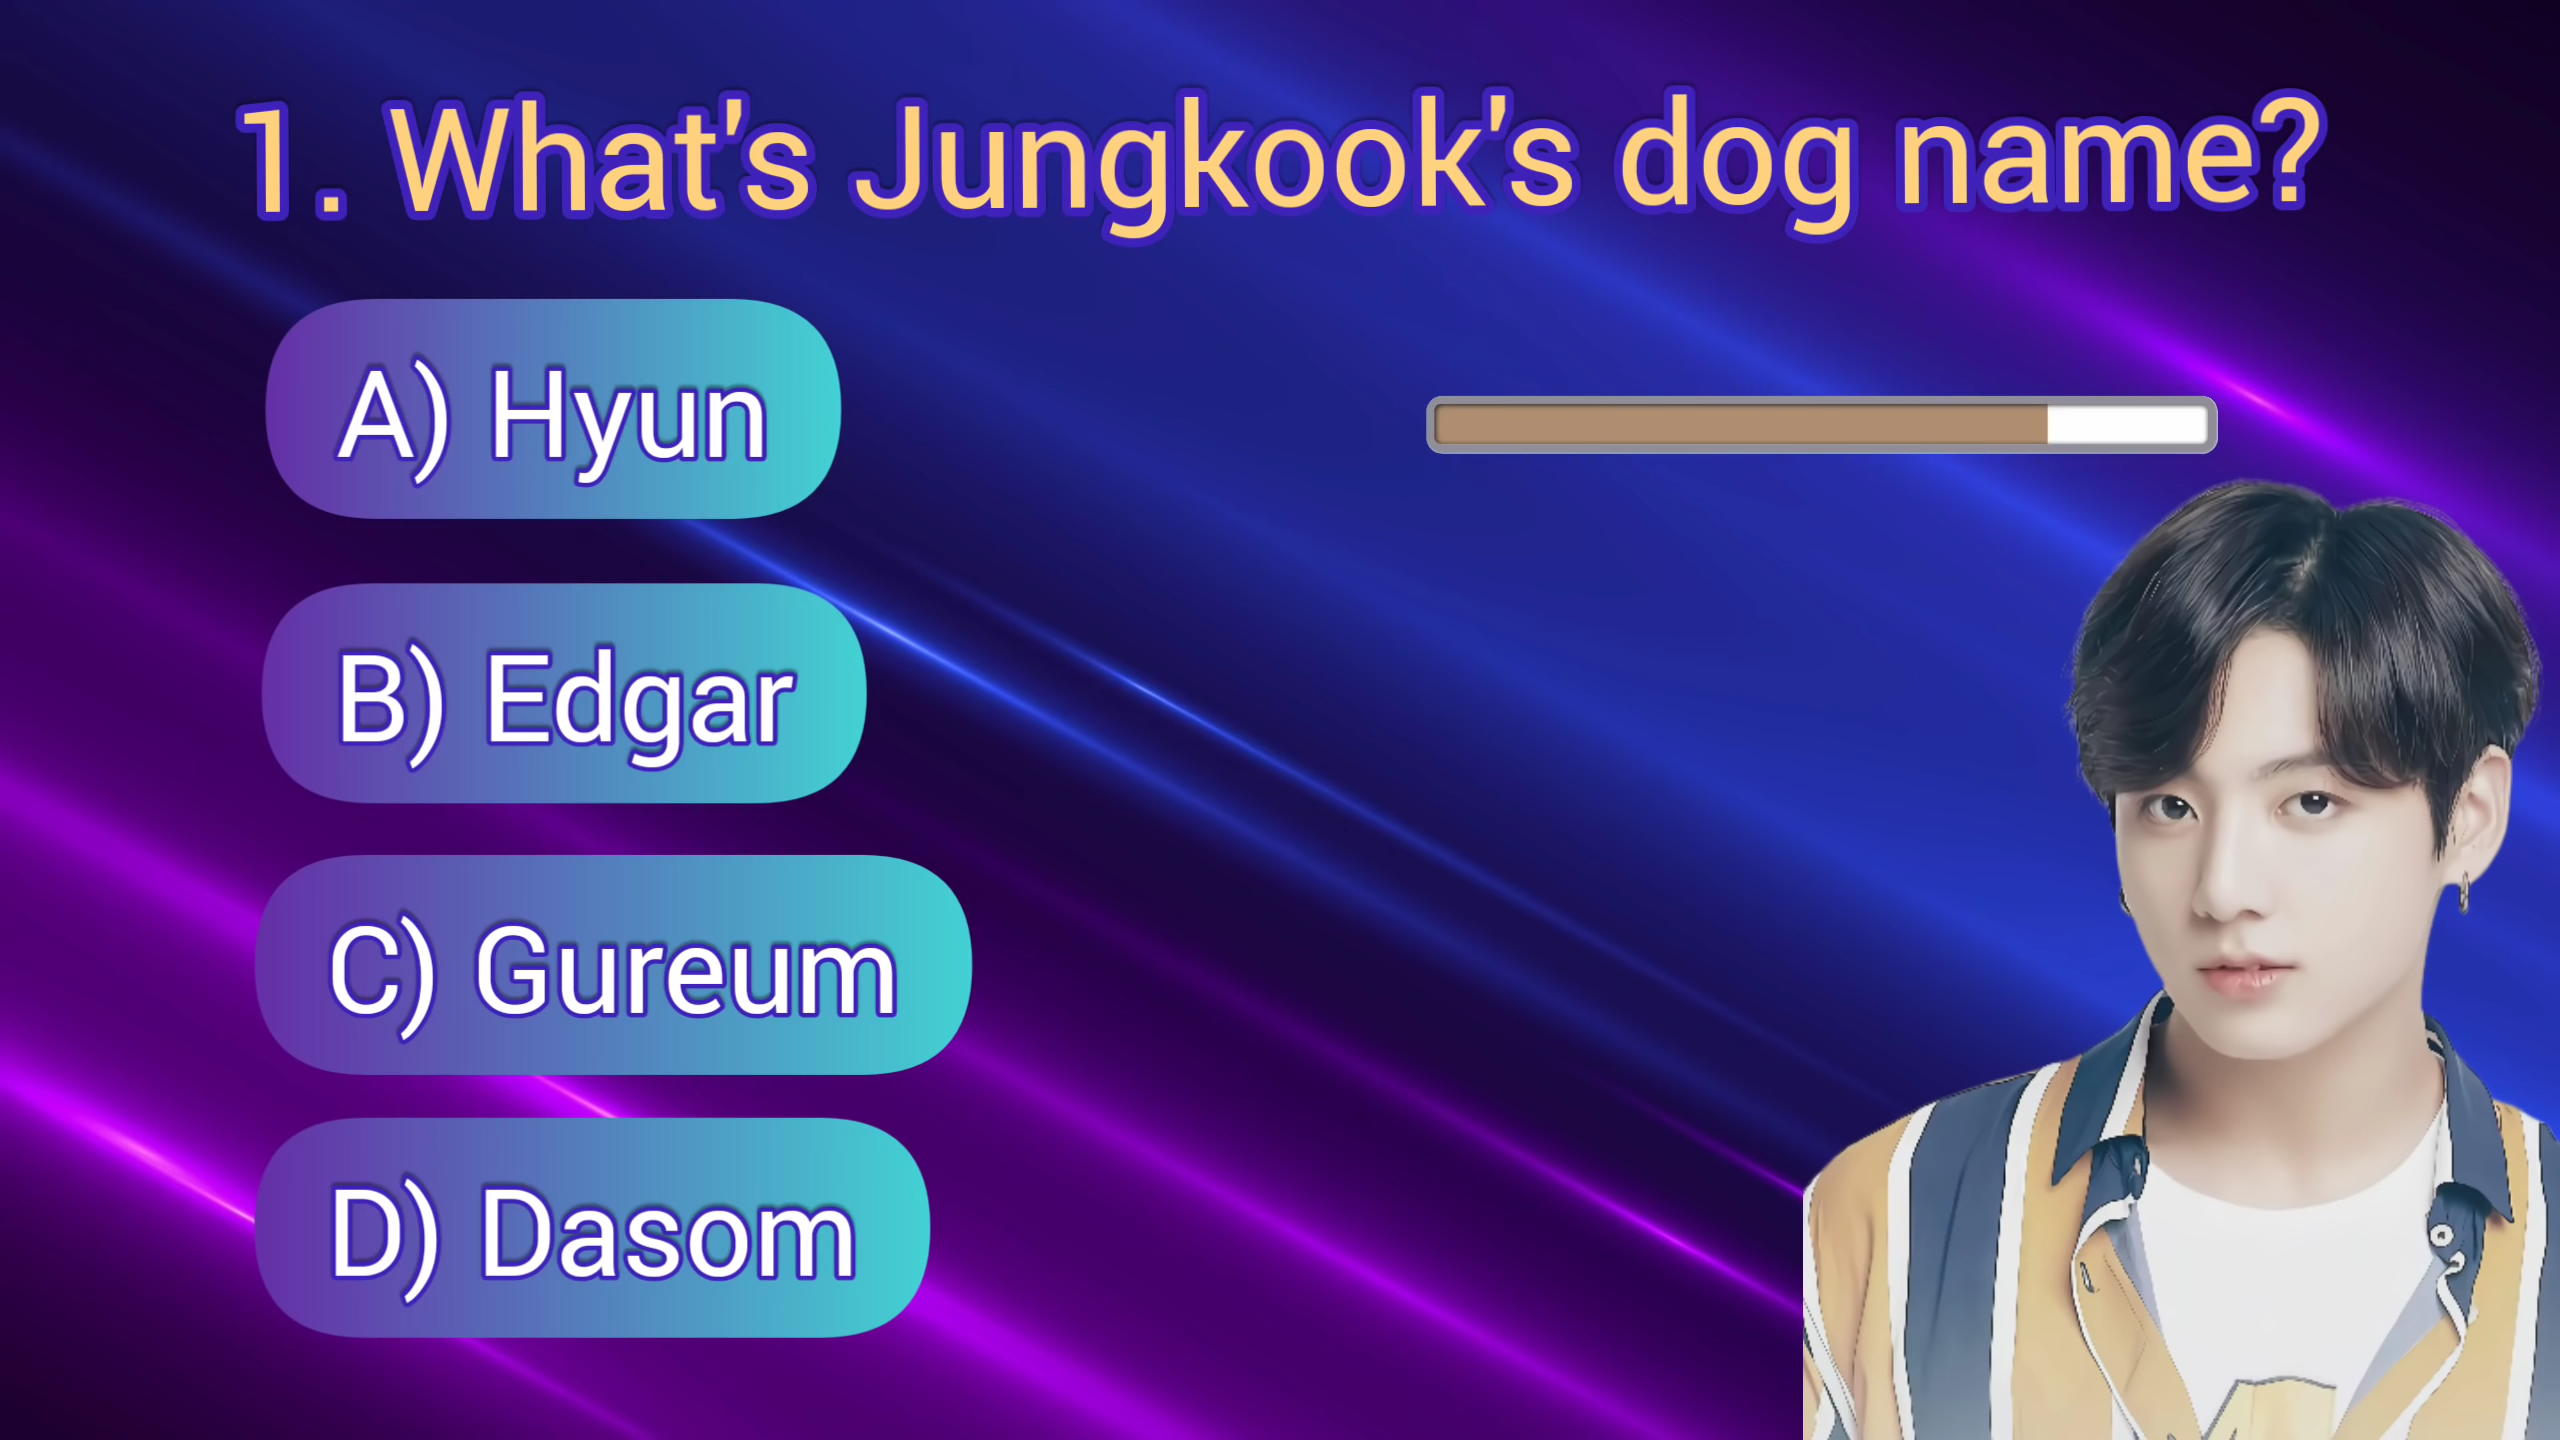 1. What's Jungkook's dog name?
A) Hyun
B) Edgar
C) Gureum
D) Dasom